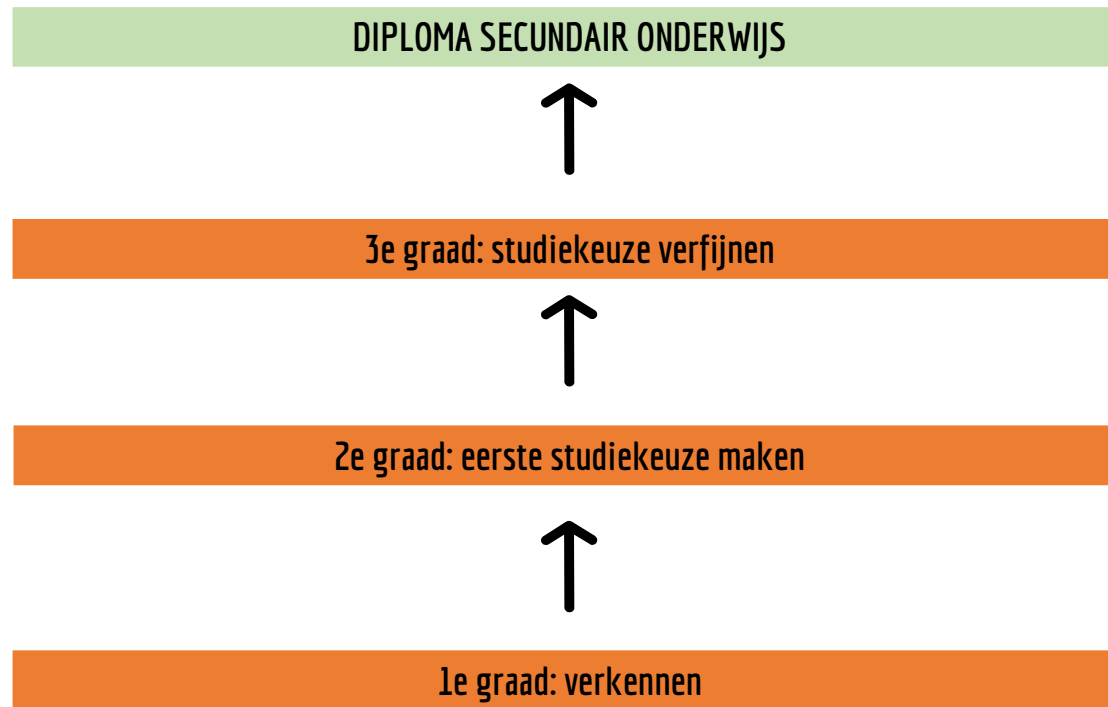 DIPLOMA SECUNDAIR ONDERWIJS
3e graad: studiekeuze verfijnen
2e graad: eerste studiekeuze maken
1e graad: verkennen